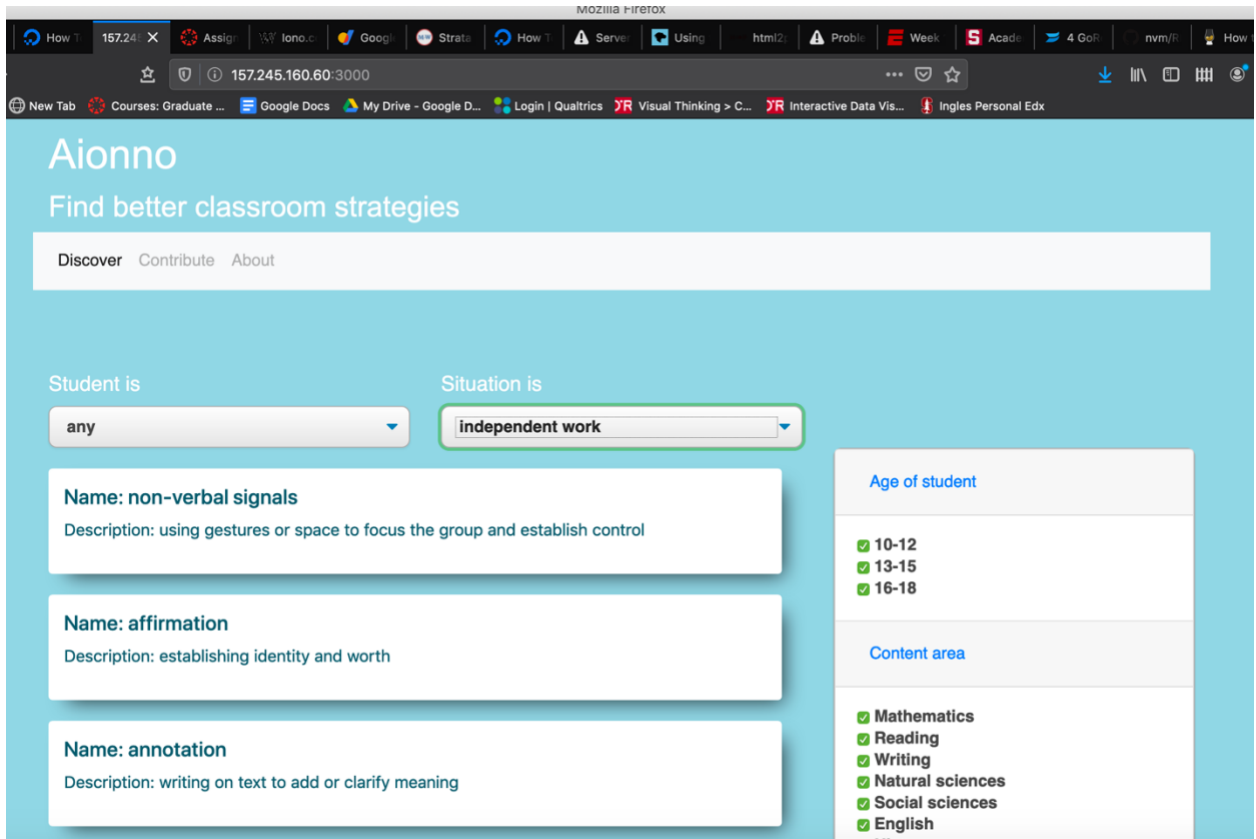 Mozilla Firefox
How T 157.24 Assign Iono.c Googl Strata How T Server Using html2 Proble Week Acade 4 GoR nvm/R How
157.245.160.60:3000
New Tab Courses: Graduate ... Google Docs My Drive - Google D... Login | Qualtrics Visual Thinking > C... Interactive Data Vis... Ingles Personal Edx
Aionno
Find better classroom strategies
Discover Contribute About
Student is Situation is
any independent work
Name: non-verbal signals
Description: using gestures or space to focus the group and establish control
Name: affirmation
Description: establishing identity and worth
Name: annotation
Description: writing on text to add or clarify meaning
Age of student
10-12
13-15
16-18
Content area
Mathematics
Reading
Writing
Natural sciences
Social sciences
English